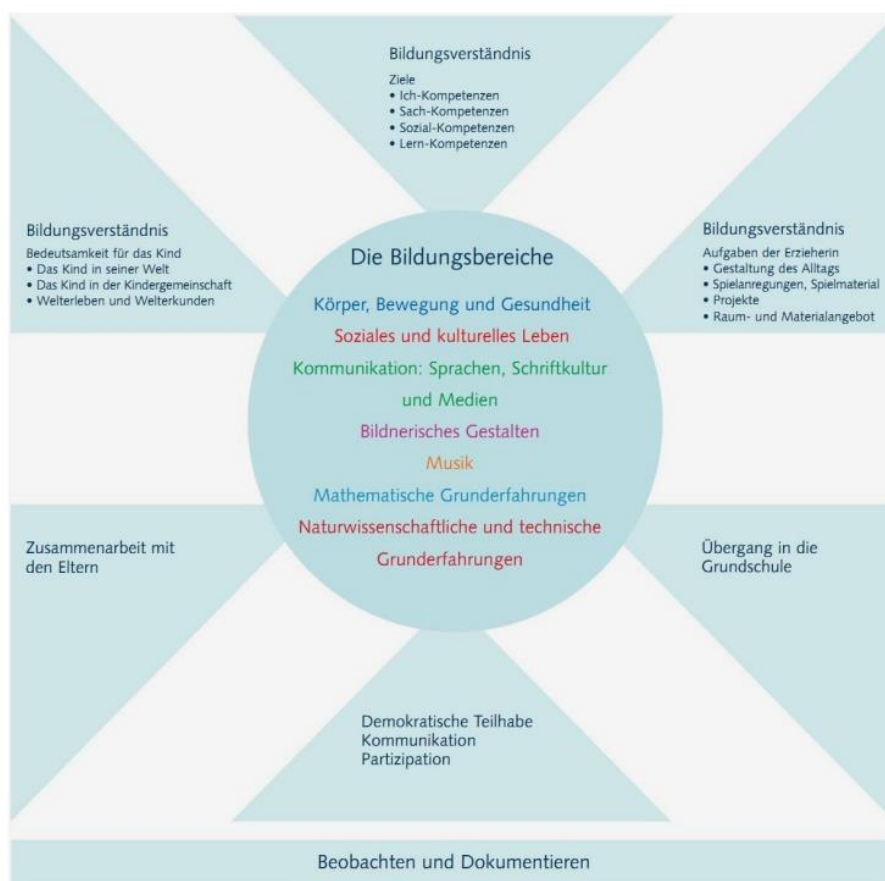 Bildungsverständnis
Ziele
• Ich-Kompetenzen
• Sach-Kompetenzen
• Sozial-Kompetenzen
• Lern-Kompetenzen
Bildungsverständnis
Bedeutsamkeit für das Kind
• Das Kind in seiner Welt
• Das Kind in der Kindergemeinschaft
• Welterleben und Welterkunden
Bildungsverständnis
Aufgaben der Erzieherin
• Gestaltung des Alltags
• Spielanregungen, Spielmaterial
• Projekte
• Raum- und Materialangebot
Die Bildungsbereiche
Körper, Bewegung und Gesundheit
Soziales und kulturelles Leben
Kommunikation: Sprachen, Schriftkultur
und Medien
Bildnerisches Gestalten
Musik
Mathematische Grunderfahrungen
Naturwissenschaftliche und technische
Grunderfahrungen
Zusammenarbeit mit
den Eltern
Übergang in die
Grundschule
Demokratische Teilhabe
Kommunikation
Partizipation
Beobachten und Dokumentieren